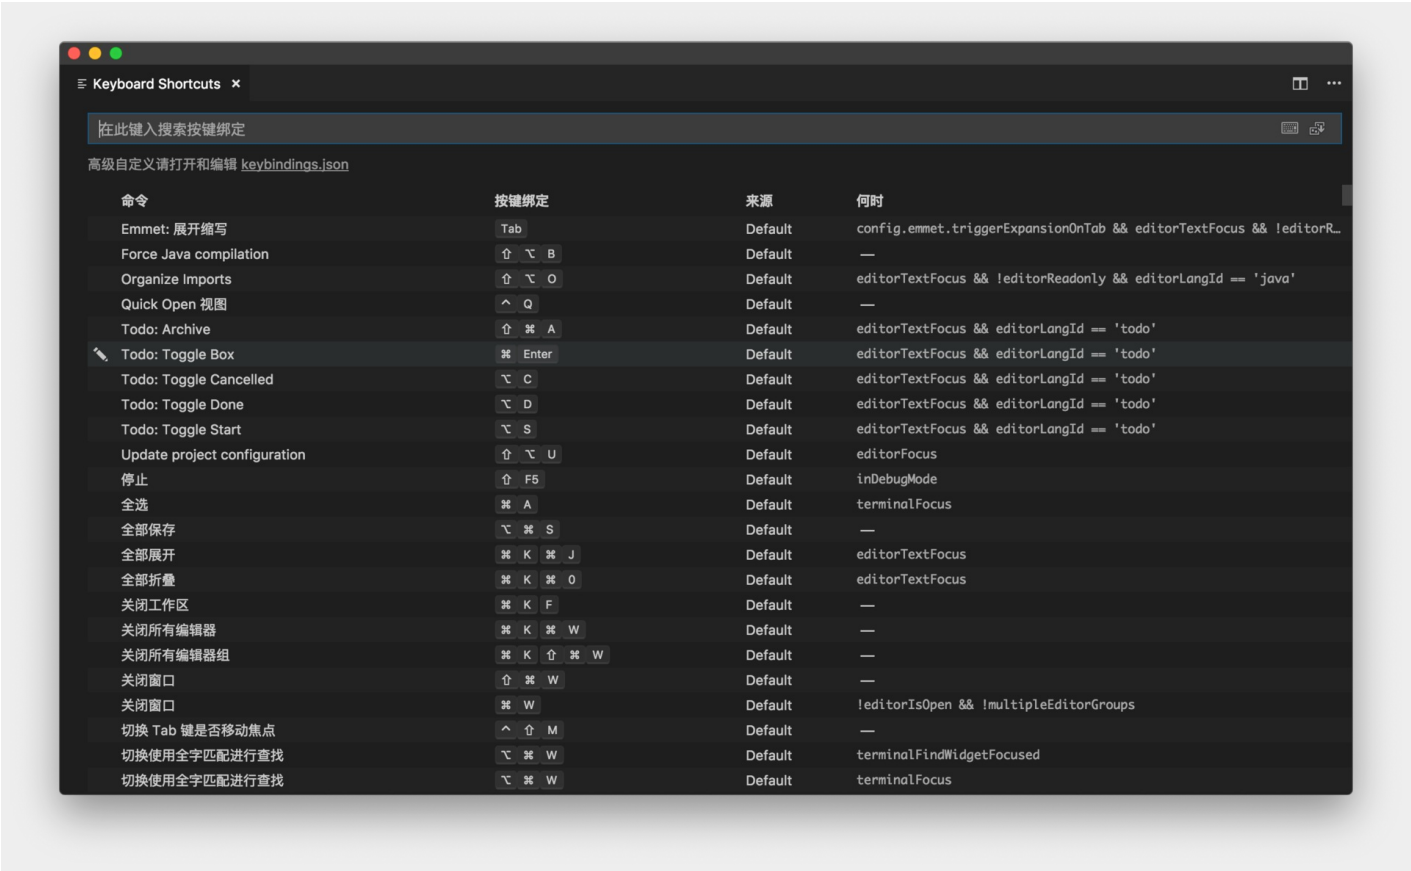 Keyboard Shortcuts ×
在此键入搜索按键绑定
高级自定义请打开和编辑 keybindings.json
命令 按键绑定 来源 何时
Emmet: 展开缩写 Tab Default config.emmet.triggerExpansionOnTab && editorTextFocus && !editorR…
Force Java compilation ⇧ ⌥ B Default —
Organize Imports ⇧ ⌥ O Default editorTextFocus && !editorReadonly && editorLangId == 'java'
Quick Open 视图 ^ Q Default —
Todo: Archive ⇧ ⌘ A Default editorTextFocus && editorLangId == 'todo'
Todo: Toggle Box ⌘ Enter Default editorTextFocus && editorLangId == 'todo'
Todo: Toggle Cancelled ⌥ C Default editorTextFocus && editorLangId == 'todo'
Todo: Toggle Done ⌥ D Default editorTextFocus && editorLangId == 'todo'
Todo: Toggle Start ⌥ S Default editorTextFocus && editorLangId == 'todo'
Update project configuration ⇧ ⌥ U Default editorFocus
停止 ⇧ F5 Default inDebugMode
全选 ⌘ A Default terminalFocus
全部保存 ⌥ ⌘ S Default —
全部展开 ⌘ K ⌘ J Default editorTextFocus
全部折叠 ⌘ K ⌘ 0 Default editorTextFocus
关闭工作区 ⌘ K F Default —
关闭所有编辑器 ⌘ K ⌘ W Default —
关闭所有编辑器组 ⌘ K ⇧ ⌘ W Default —
关闭窗口 ⇧ ⌘ W Default —
关闭窗口 ⌘ W Default !editorIsOpen && !multipleEditorGroups
切换 Tab 键是否移动焦点 ^ ⇧ M Default —
切换使用全字匹配进行查找 ⌥ ⌘ W Default terminalFindWidgetFocused
切换使用全字匹配进行查找 ⌥ ⌘ W Default terminalFocus